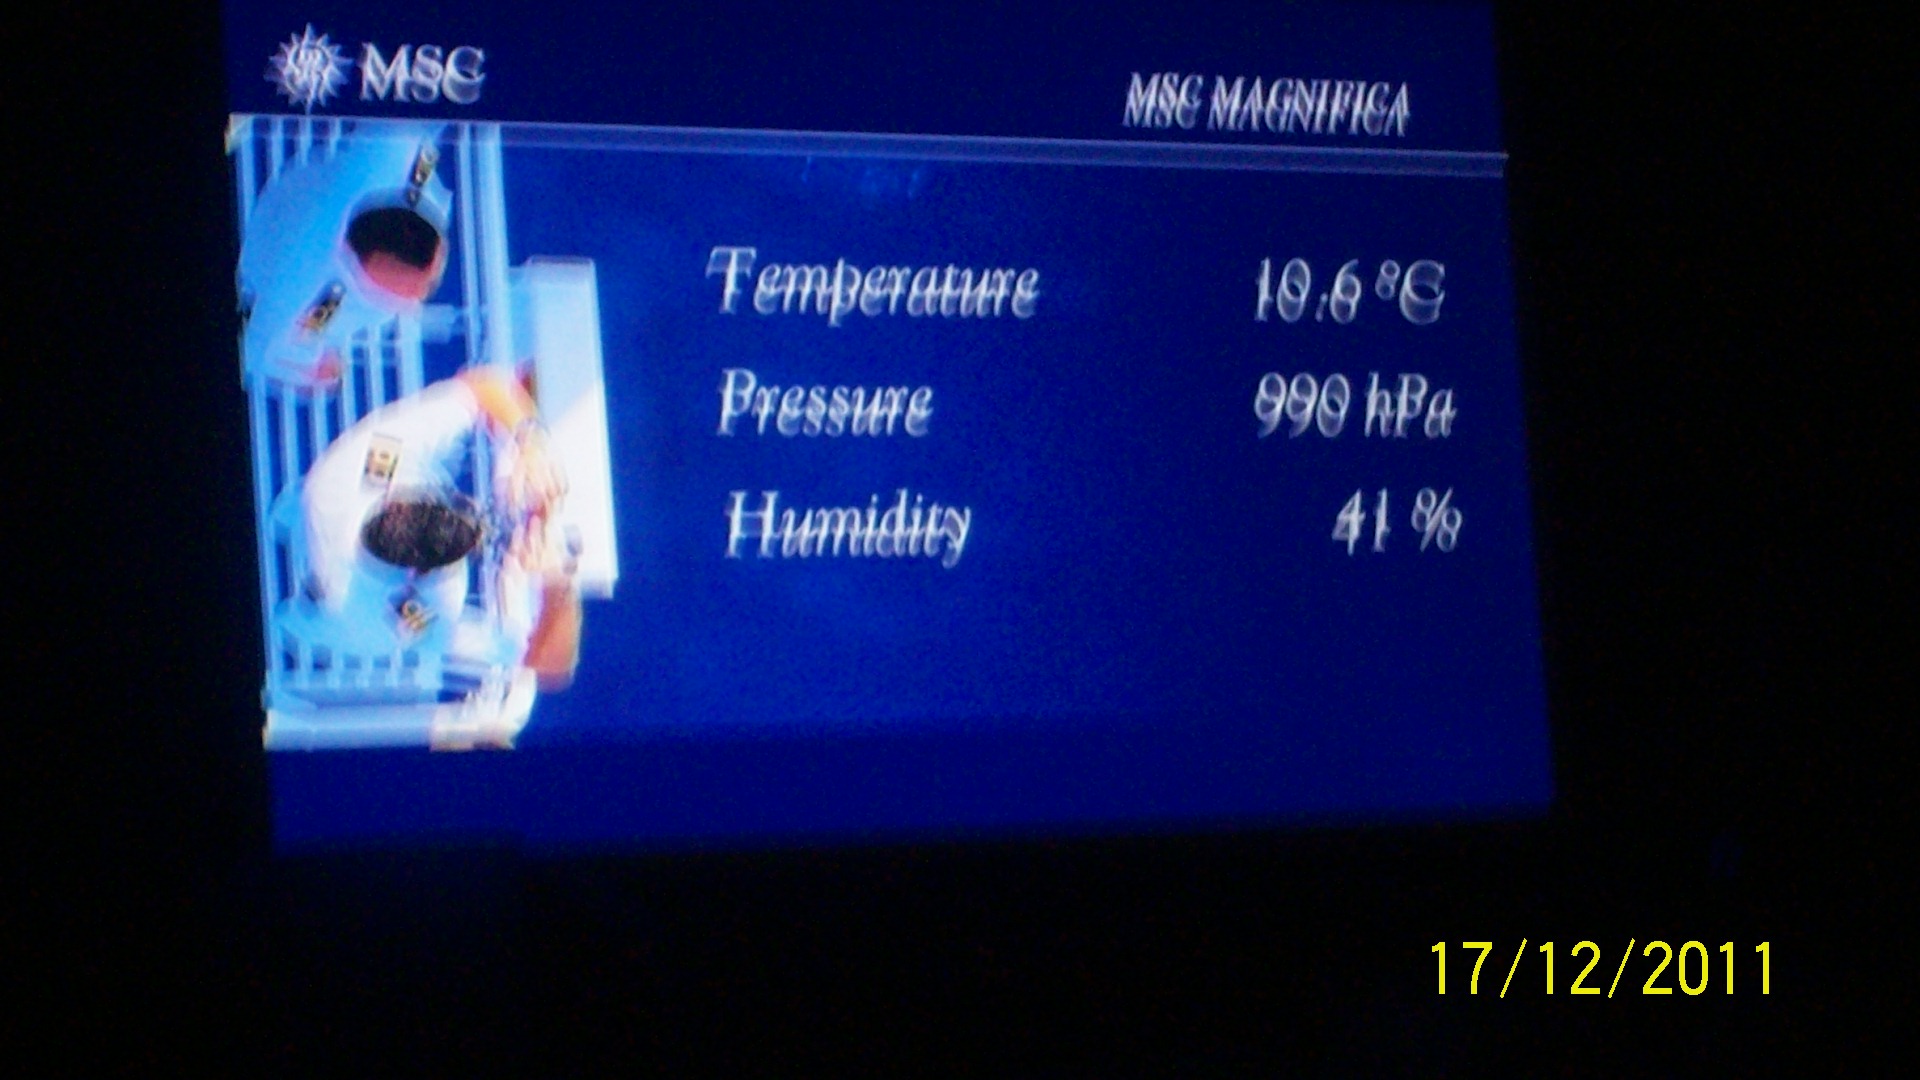 MSC
MSC MAGNIFICA
Temperature 10.6 °C
Pressure 990 hPa
Humidity 41 %
17/12/2011